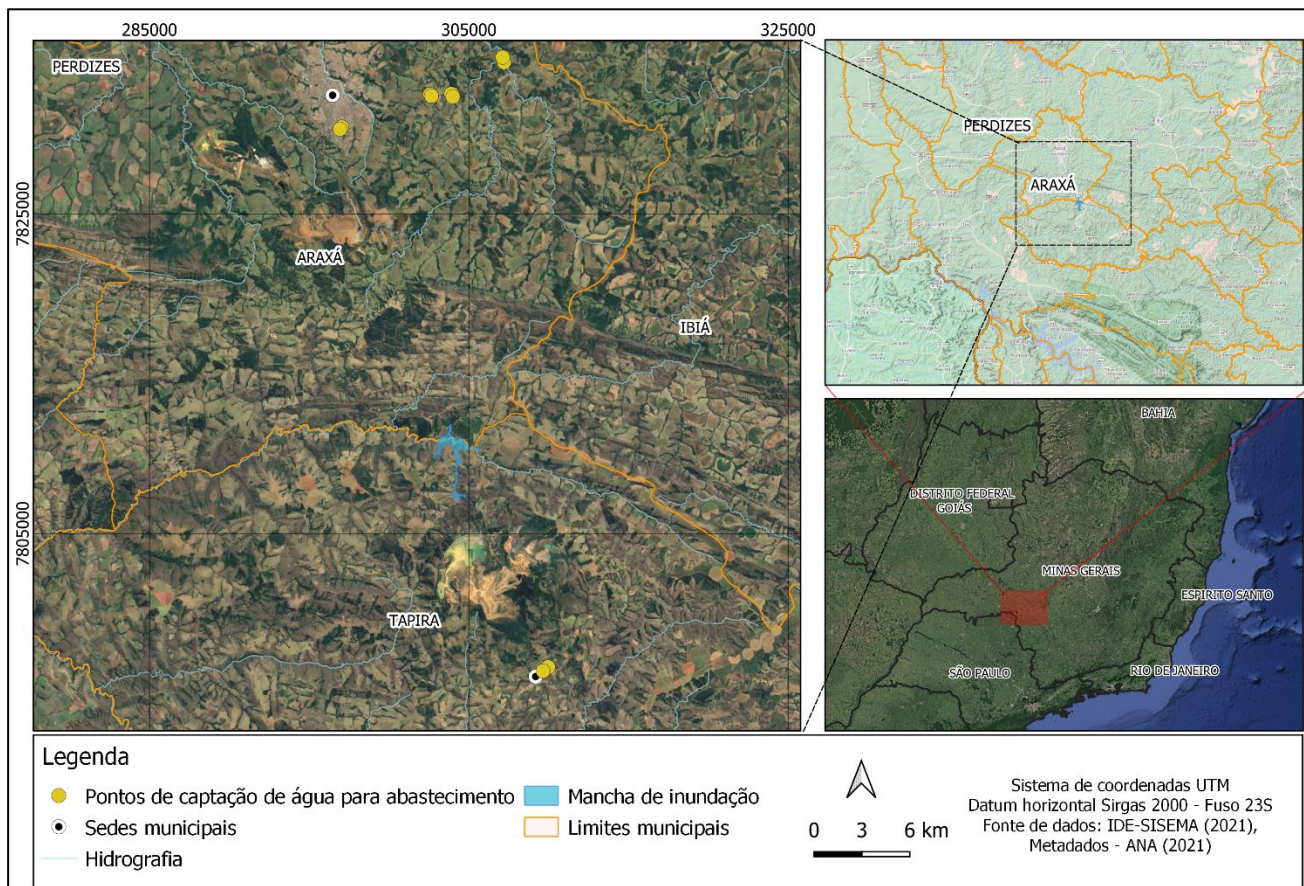 285000
305000
325000
7825000
7805000
PERDIZES
ARAXÁ
IBIÁ
TAPIRA
PERDIZES
ARAXÁ
BAHIA
DISTRITO FEDERAL
GOIÁS
MINAS GERAIS
ESPIRITO SANTO
SÃO PAULO
RIO DE JANEIRO
Legenda
Pontos de captação de água para abastecimento
Sedes municipais
Hidrografia
Mancha de inundação
Limites municipais
0 3 6 km
Sistema de coordenadas UTM
Datum horizontal Sirgas 2000 - Fuso 23S
Fonte de dados: IDE-SISEMA (2021),
Metadados - ANA (2021)